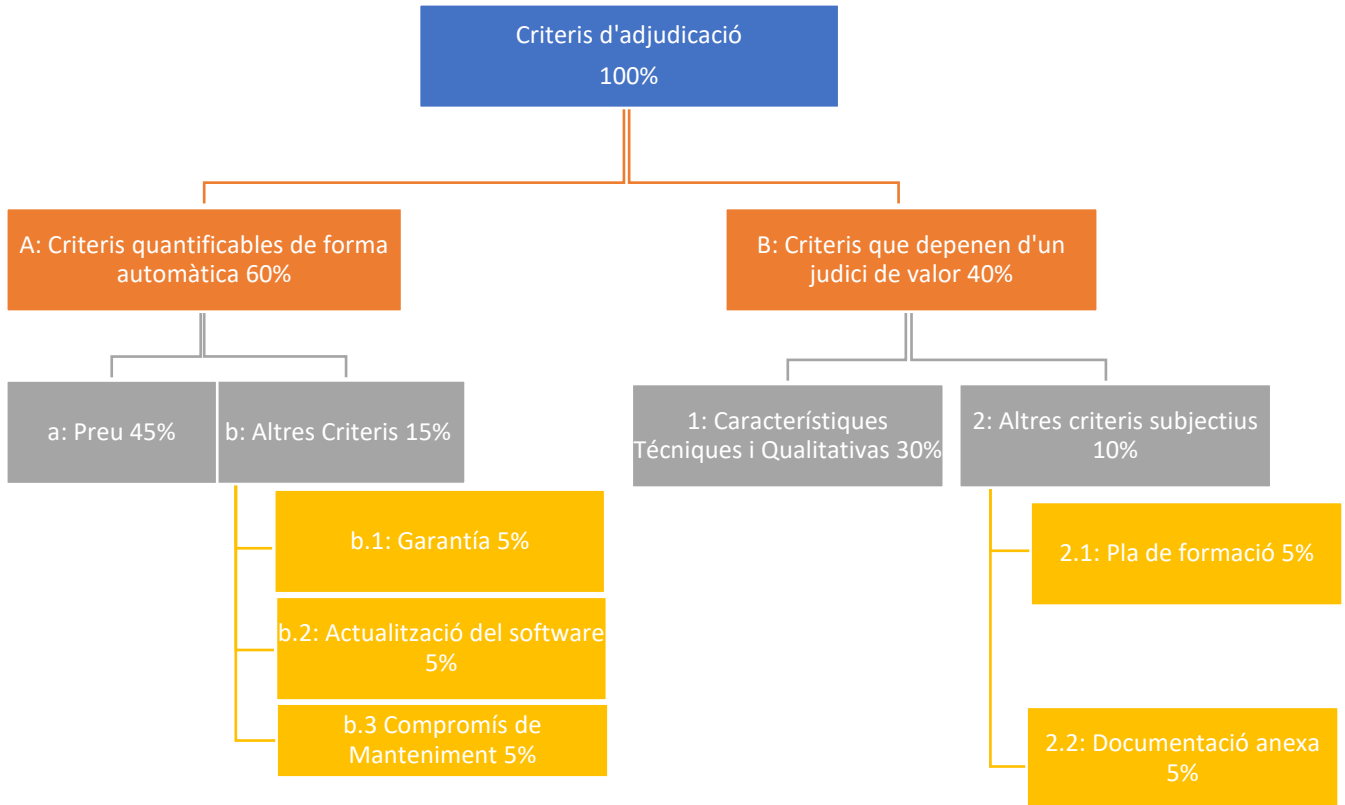 Criteris d'adjudicació
100%
A: Criteris quantificables de forma
automàtica 60%
B: Criteris que depenen d'un
judici de valor 40%
a: Preu 45%
b: Altres Criteris 15%
1: Característiques
Técniques i Qualitativas 30%
2: Altres criteris subjectius
10%
b.1: Garantía 5%
b.2: Actualització del software
5%
b.3 Compromís de
Manteniment 5%
2.1: Pla de formació 5%
2.2: Documentació anexa
5%